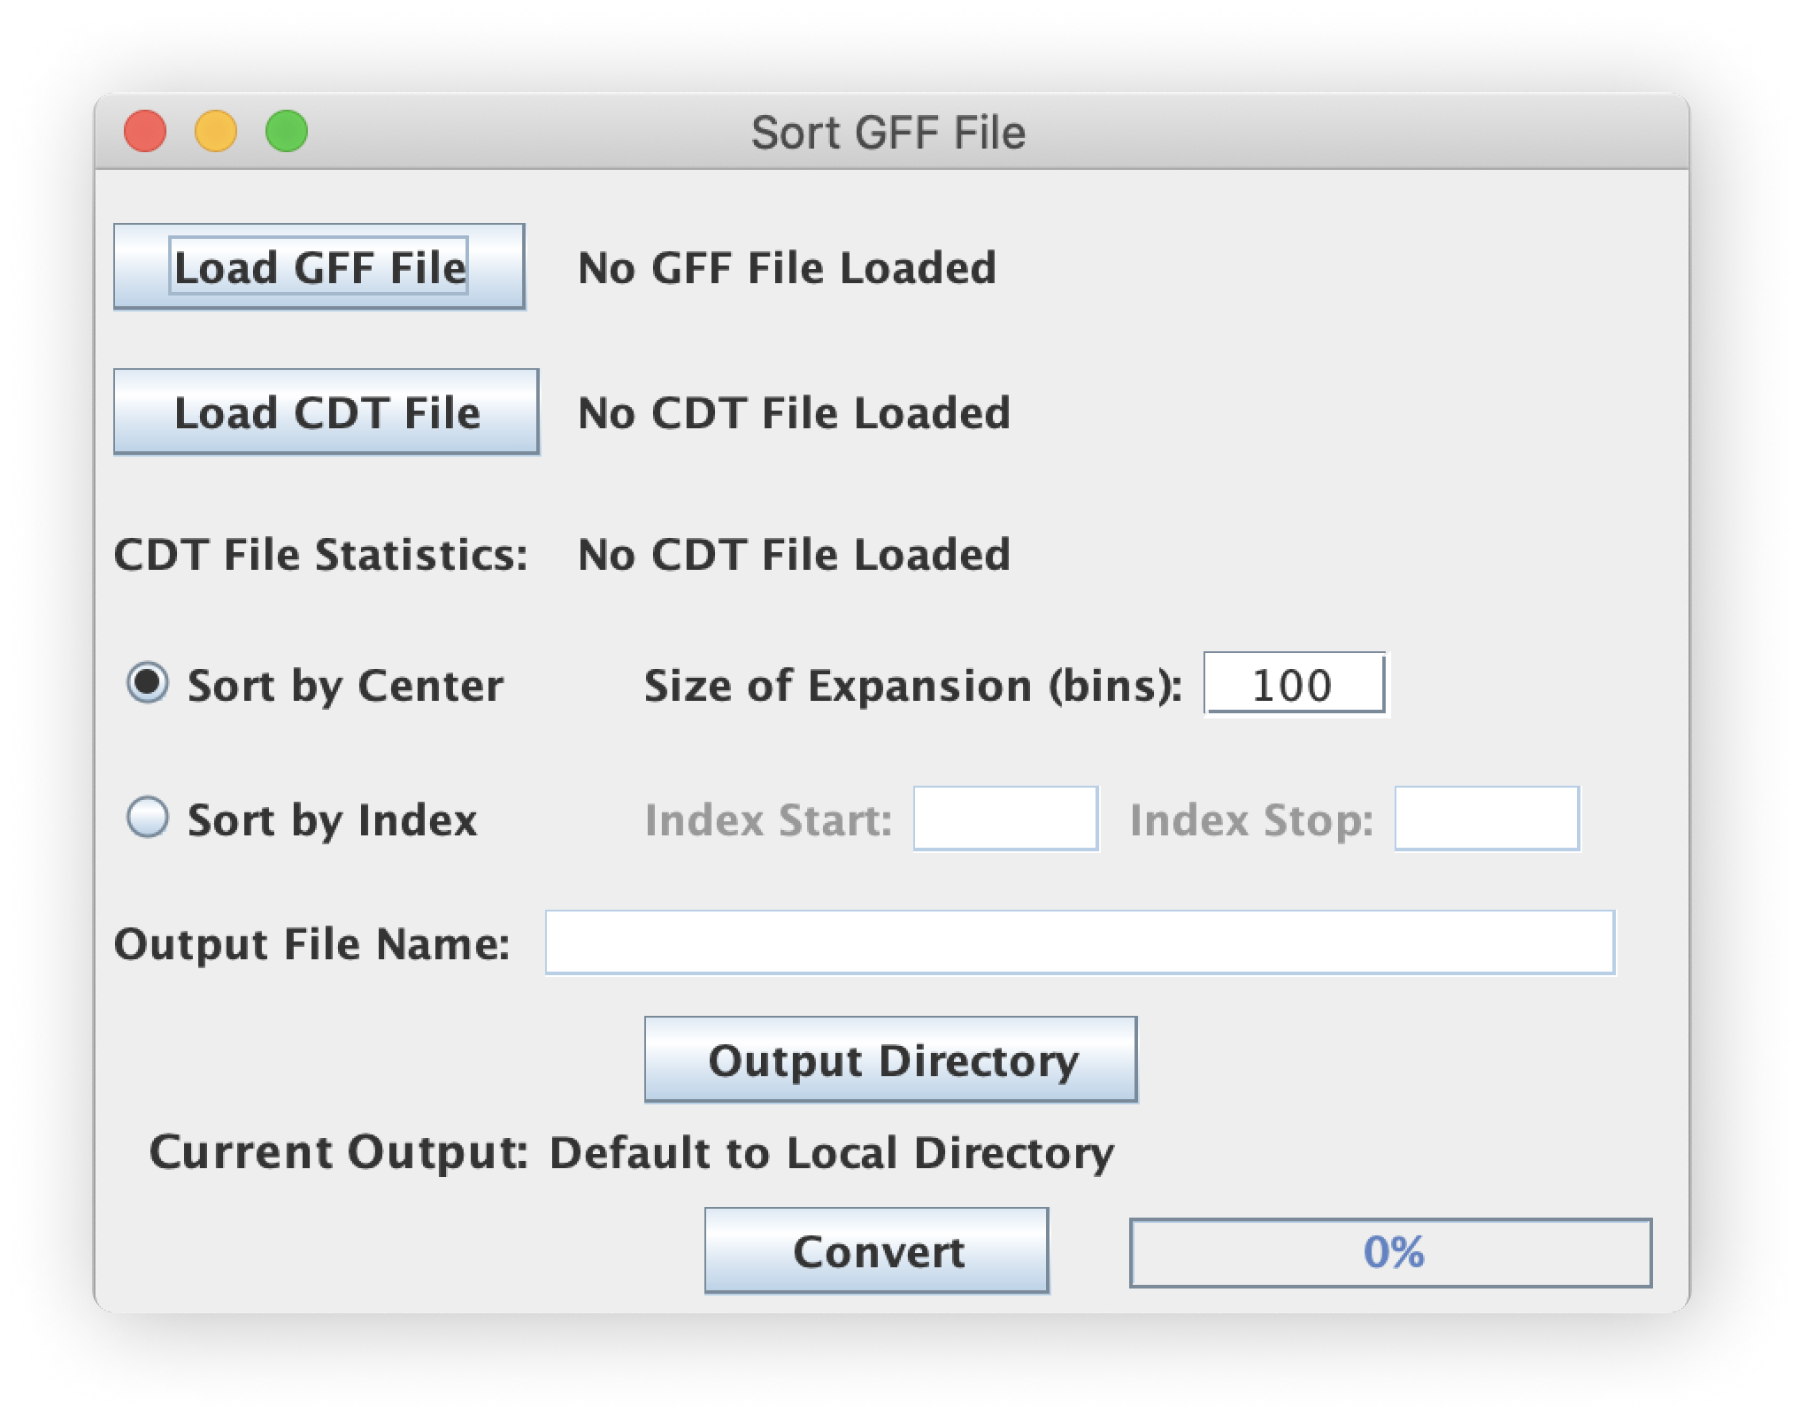 Sort GFF File
Load GFF File No GFF File Loaded
Load CDT File No CDT File Loaded
CDT File Statistics: No CDT File Loaded
Sort by Center Size of Expansion (bins): 100
Sort by Index Index Start: Index Stop:
Output File Name:
Output Directory
Current Output: Default to Local Directory
Convert 0%